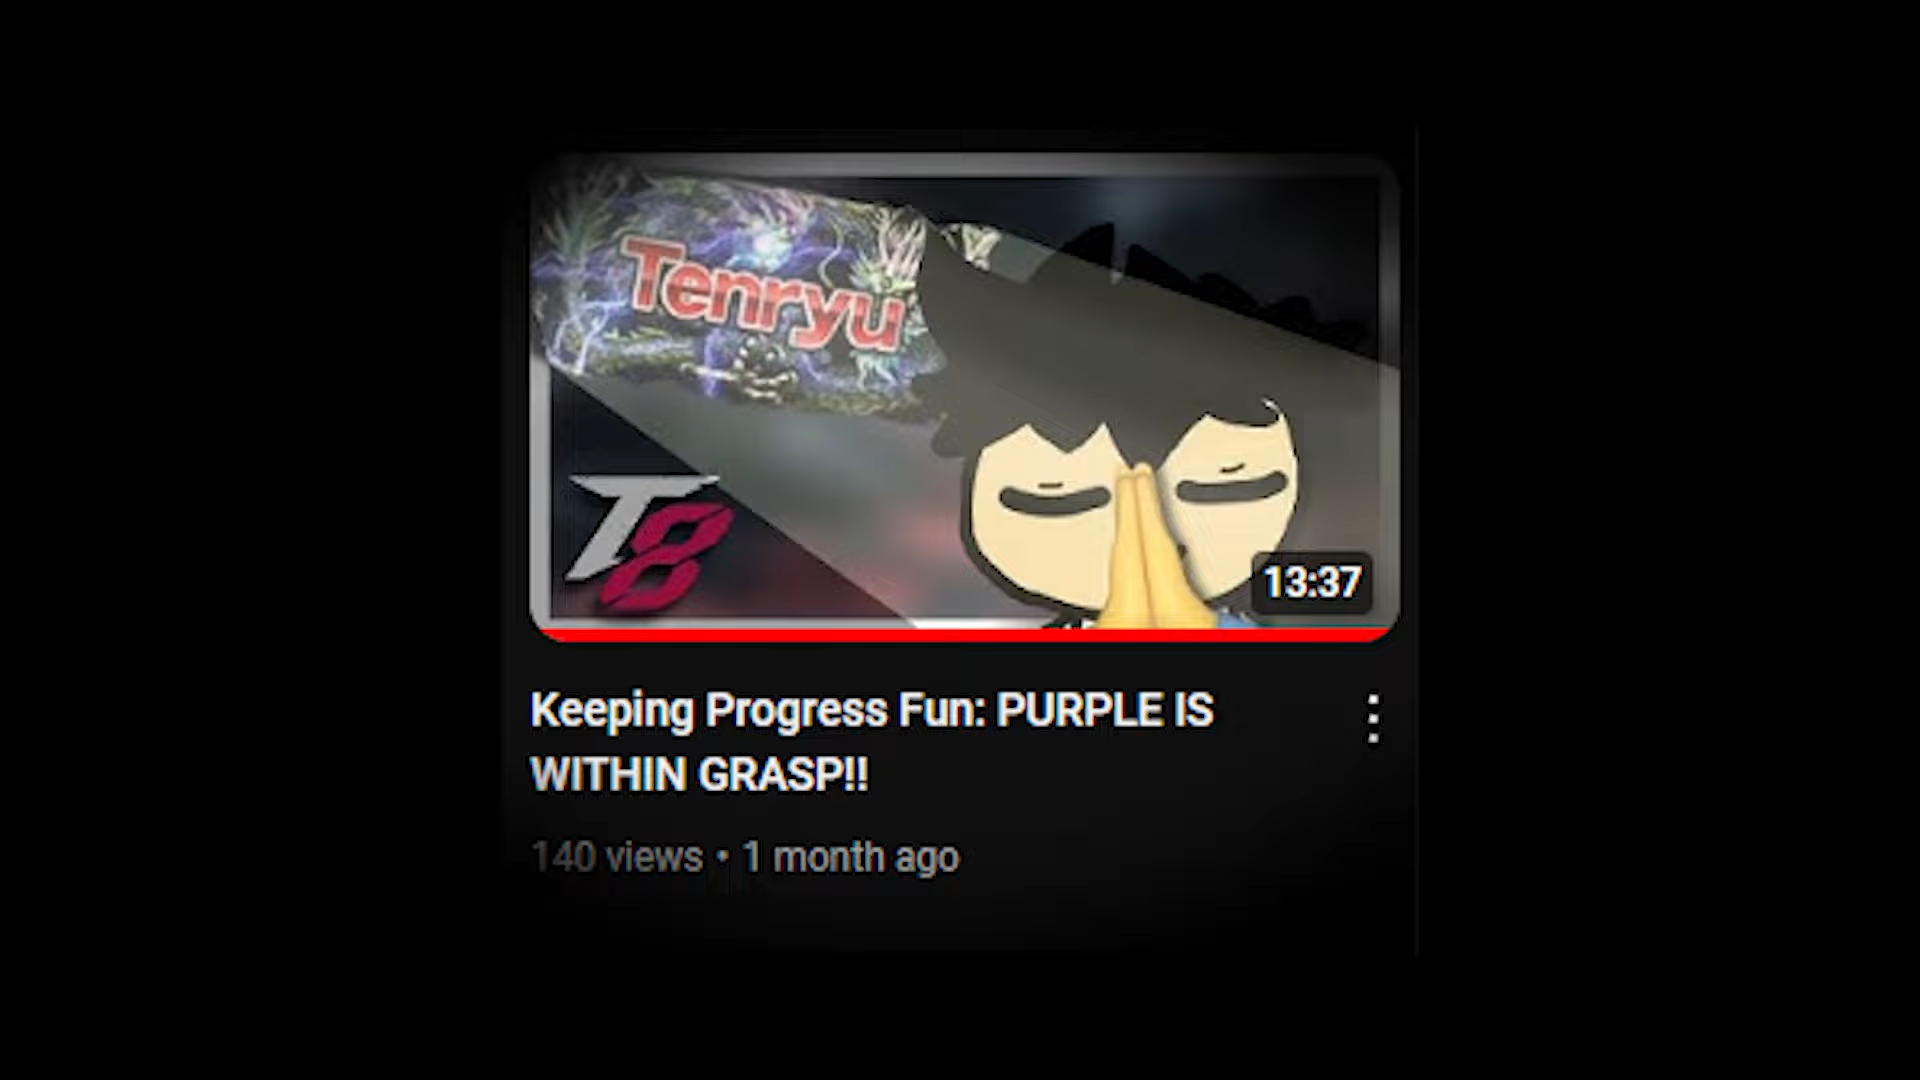 Tenryu
T8
13:37
Keeping Progress Fun: PURPLE IS
WITHIN GRASP!!
140 views • 1 month ago